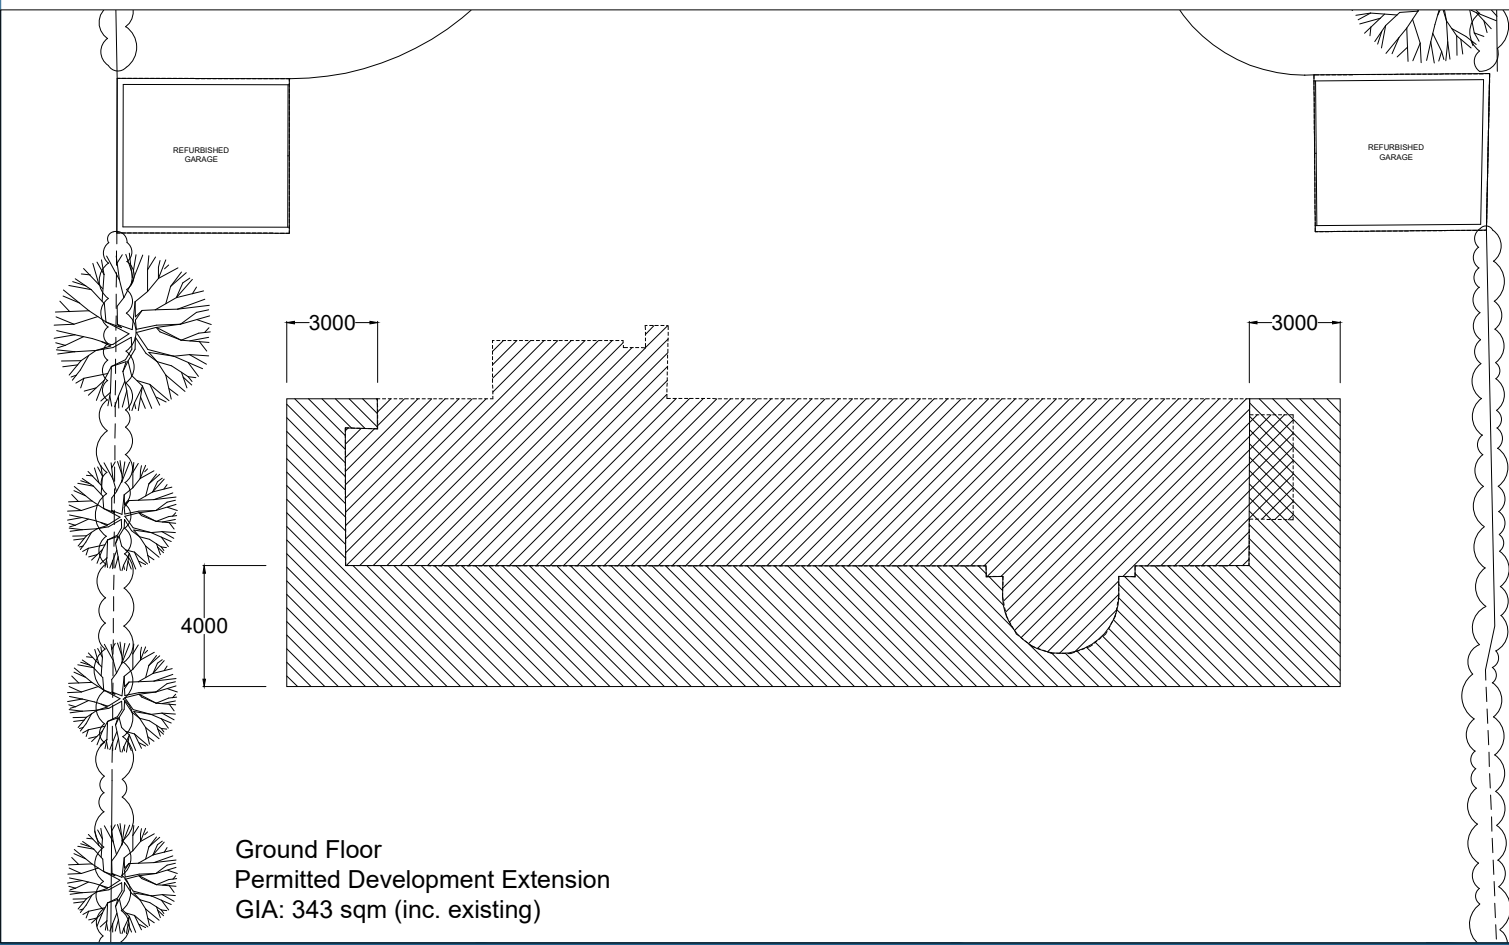 REFURBISHED
GARAGE
REFURBISHED
GARAGE
3000
3000
4000
Ground Floor
Permitted Development Extension
GIA: 343 sqm (inc. existing)